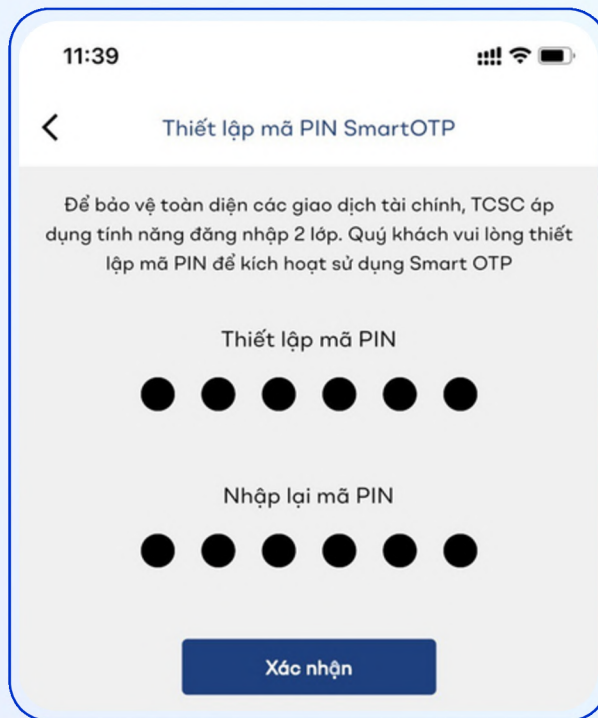 11:39
Thiết lập mã PIN SmartOTP
Để bảo vệ toàn diện các giao dịch tài chính, TCSC áp
dụng tính năng đăng nhập 2 lớp. Quý khách vui lòng thiết
lập mã PIN để kích hoạt sử dụng Smart OTP
Thiết lập mã PIN
Nhập lại mã PIN
Xác nhận